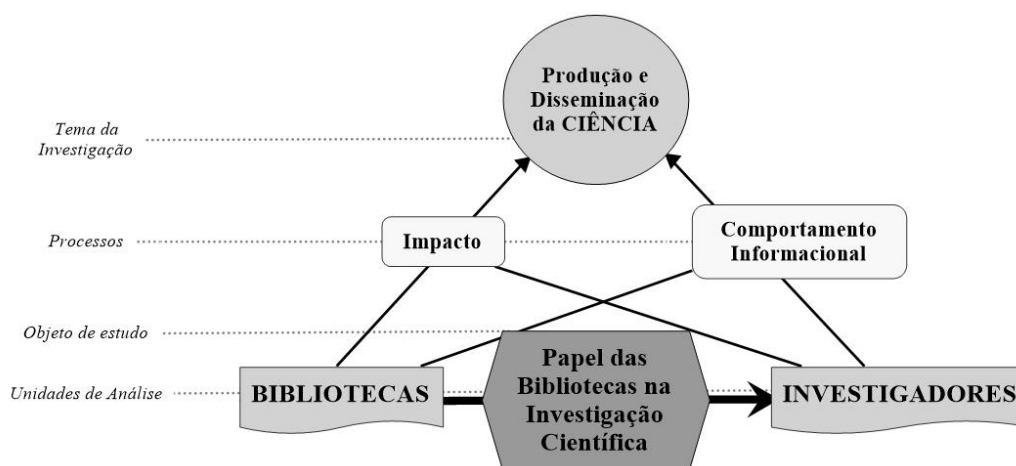 Produção e
Disseminação
da CIÊNCIA
Tema da
Investigação
Processos
Impacto
Comportamento
Informacional
Objeto de estudo
Unidades de Análise
BIBLIOTECAS
Papel das
Bibliotecas na
Investigação
Científica
INVESTIGADORES